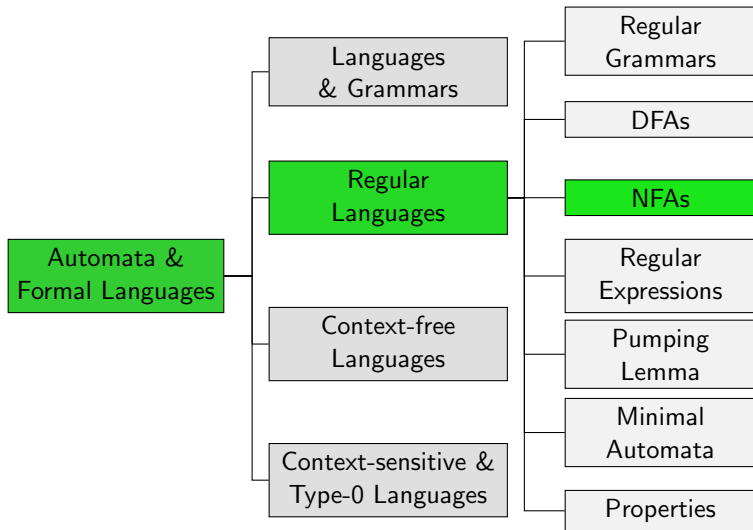 Automata &
Formal Languages
Languages
& Grammars
Regular
Languages
Context-free
Languages
Context-sensitive &
Type-0 Languages
Regular
Grammars
DFAs
NFAs
Regular
Expressions
Pumping
Lemma
Minimal
Automata
Properties